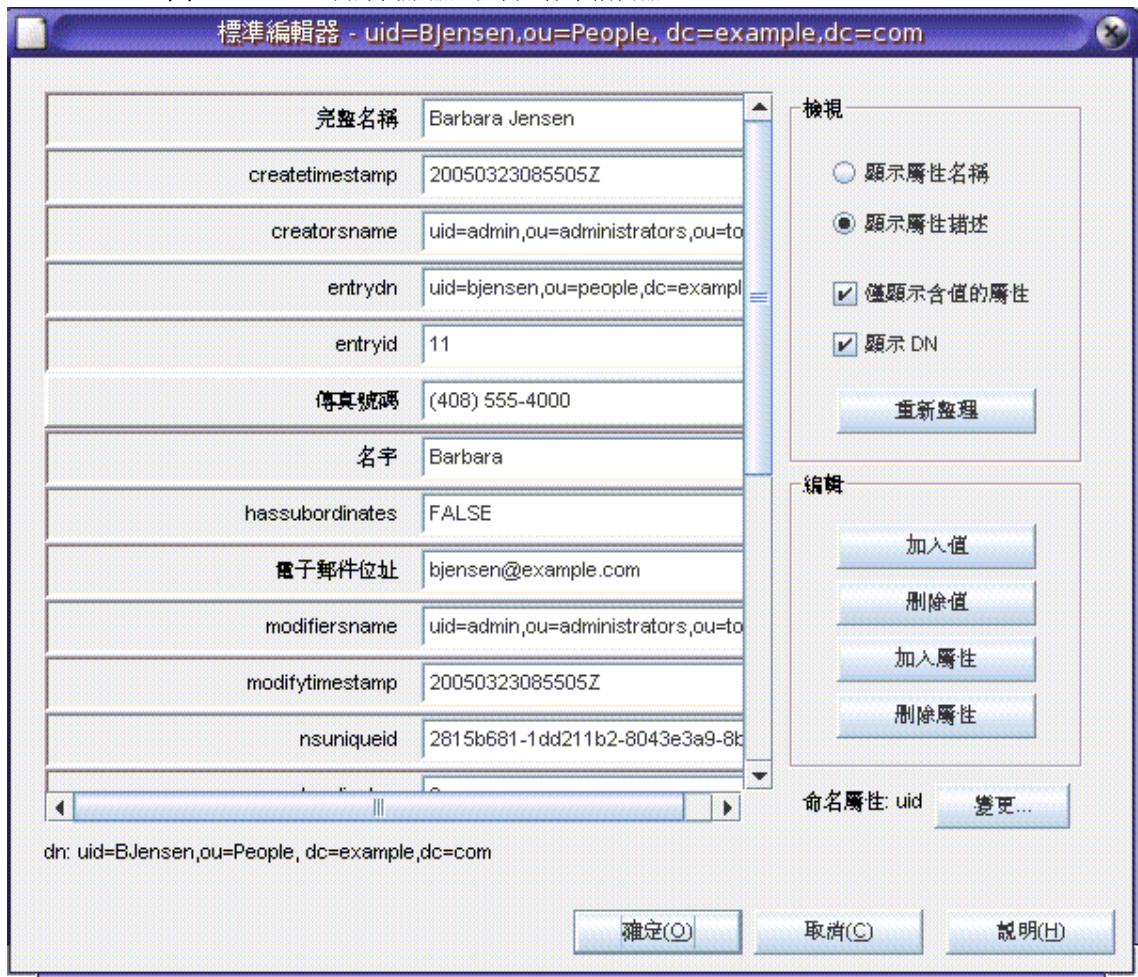 標準編輯器 - uid=BJensen,ou=People, dc=example,dc=com
完整名稱 Barbara Jensen
createtimestamp 20050323085505Z
creatorsname uid=admin,ou=administrators,ou=to
entrydn uid=bjensen,ou=people,dc=exampl
entryid 11
傳真號碼 (408) 555-4000
名字 Barbara
hassubordinates FALSE
電子郵件位址 bjensen@example.com
modifiersname uid=admin,ou=administrators,ou=to
modifytimestamp 20050323085505Z
nsuniqueid 2815b681-1dd211b2-8043e3a9-8b
檢視
顯示屬性名稱
顯示屬性描述
僅顯示含值的屬性
顯示 DN
重新整理
編輯
加入值
刪除值
加入屬性
刪除屬性
命名屬性: uid 變更...
dn: uid=BJensen,ou=People, dc=example,dc=com
確定(O) 取消(C) 說明(H)